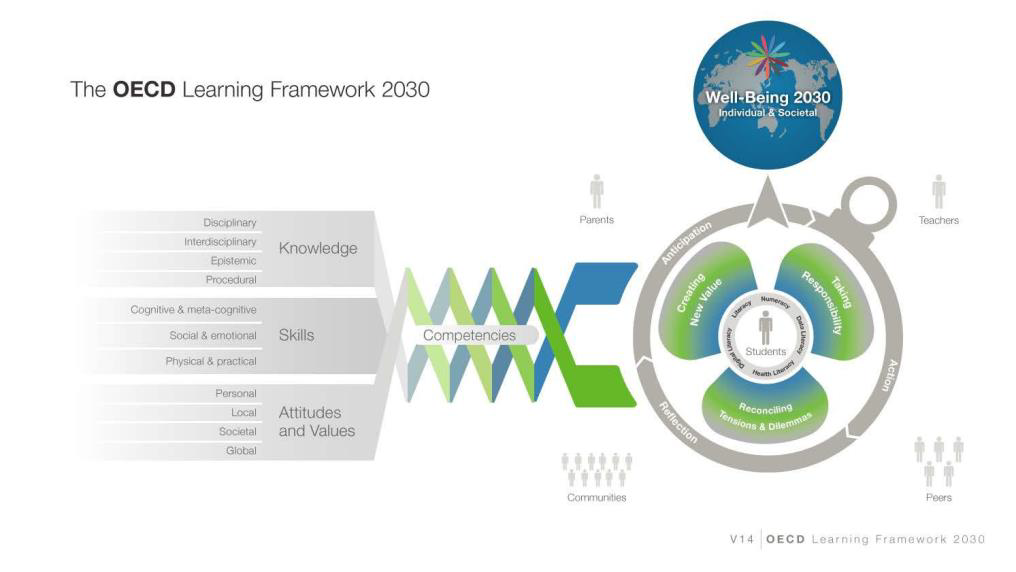 The OECD Learning Framework 2030
Well-Being 2030
Individual & Societal
Disciplinary
Interdisciplinary
Epistemic
Procedural
Knowledge
Cognitive & meta-cognitive
Social & emotional
Physical & practical
Skills
Personal
Local
Societal
Global
Attitudes
and Values
Competencies
Parents
Teachers
Communities
Peers
Anticipation
Action
Reflection
Creating
New Value
Taking
Responsibility
Reconciling
Tensions & Dilemmas
Literacy
Numeracy
Data Literacy
Health Literacy
Digital Literacy
Students
V14 OECD Learning Framework 2030